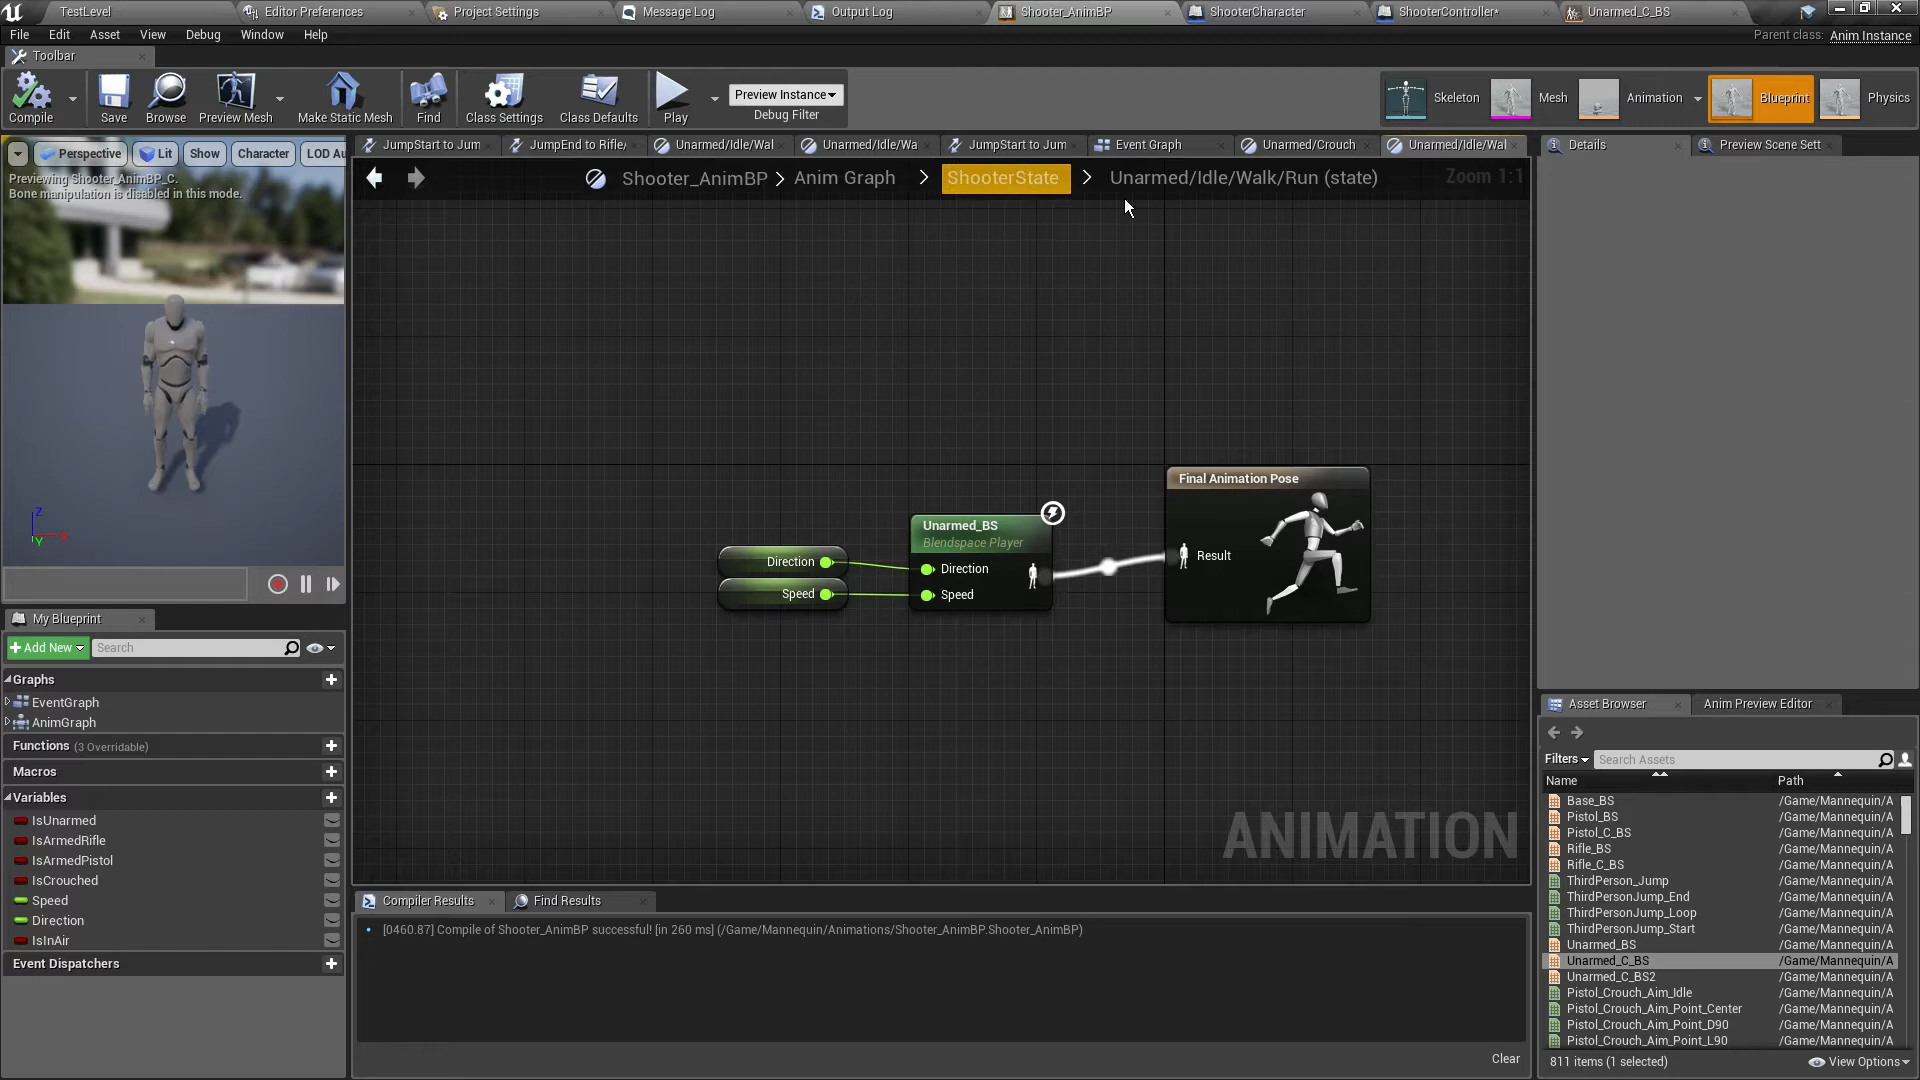 TestLevel
Editor Preferences
Project Settings
Message Log
Output Log
Shooter_AnimBP
ShooterCharacter
ShooterController*
Unarmed_C_BS
File Edit Asset View Debug Window Help
Parent class: Anim Instance
Toolbar
Compile
Save
Browse
Preview Mesh
Make Static Mesh
Find
Class Settings
Class Defaults
Play
Preview Instance
Debug Filter
Skeleton
Mesh
Animation
Blueprint
Physics
Perspective
Lit
Show
Character
LOD Au
Previewing Shooter_AnimBP_C.
Bone manipulation is disabled in this mode.
Z
X
Y
JumpStart to Jum
JumpEnd to Rifle/
Unarmed/Idle/Wal
Unarmed/Idle/Wa
JumpStart to Jum
Event Graph
Unarmed/Crouch
Unarmed/Idle/Wal
Shooter_AnimBP > Anim Graph > ShooterState > Unarmed/Idle/Walk/Run (state)
Zoom 1:1
Direction
Speed
Unarmed_BS
Blendspace Player
Direction
Speed
Final Animation Pose
Result
ANIMATION
My Blueprint
+ Add New
Search
Graphs
EventGraph
AnimGraph
Functions (3 Overridable)
Macros
Variables
IsUnarmed
IsArmedRifle
IsArmedPistol
IsCrouched
Speed
Direction
IsInAir
Event Dispatchers
Compiler Results
Find Results
[0460.87] Compile of Shooter_AnimBP successful! [in 260 ms] (/Game/Mannequin/Animations/Shooter_AnimBP.Shooter_AnimBP)
Clear
Details
Preview Scene Sett
Asset Browser
Anim Preview Editor
Filters
Search Assets
Name Path
Base_BS /Game/Mannequin/A
Pistol_BS /Game/Mannequin/A
Pistol_C_BS /Game/Mannequin/A
Rifle_BS /Game/Mannequin/A
Rifle_C_BS /Game/Mannequin/A
ThirdPerson_Jump /Game/Mannequin/A
ThirdPersonJump_End /Game/Mannequin/A
ThirdPersonJump_Loop /Game/Mannequin/A
ThirdPersonJump_Start /Game/Mannequin/A
Unarmed_BS /Game/Mannequin/A
Unarmed_C_BS /Game/Mannequin/A
Unarmed_C_BS2 /Game/Mannequin/A
Pistol_Crouch_Aim_Idle /Game/Mannequin/A
Pistol_Crouch_Aim_Point_Center /Game/Mannequin/A
Pistol_Crouch_Aim_Point_D90 /Game/Mannequin/A
Pistol_Crouch_Aim_Point_L90 /Game/Mannequin/A
811 items (1 selected)
View Options